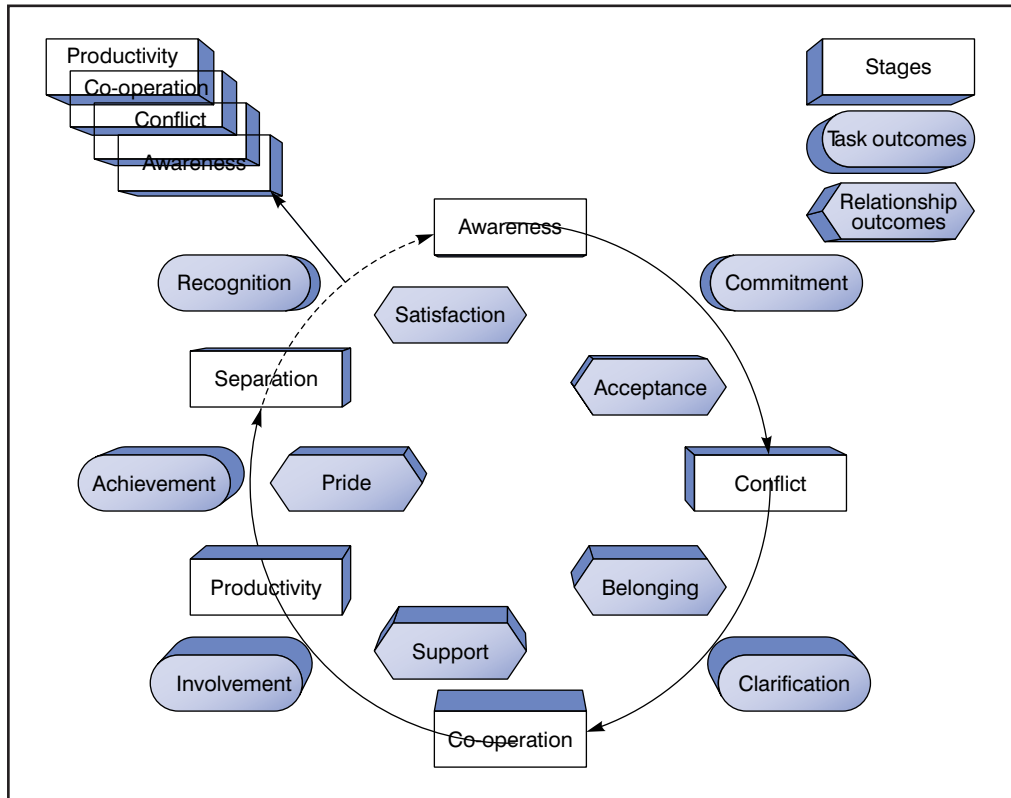 Productivity
Co-operation
Conflict
Awareness
Stages
Task outcomes
Relationship
outcomes
Awareness
Recognition
Commitment
Satisfaction
Separation
Acceptance
Achievement
Pride
Conflict
Productivity
Belonging
Support
Involvement
Clarification
Co-operation